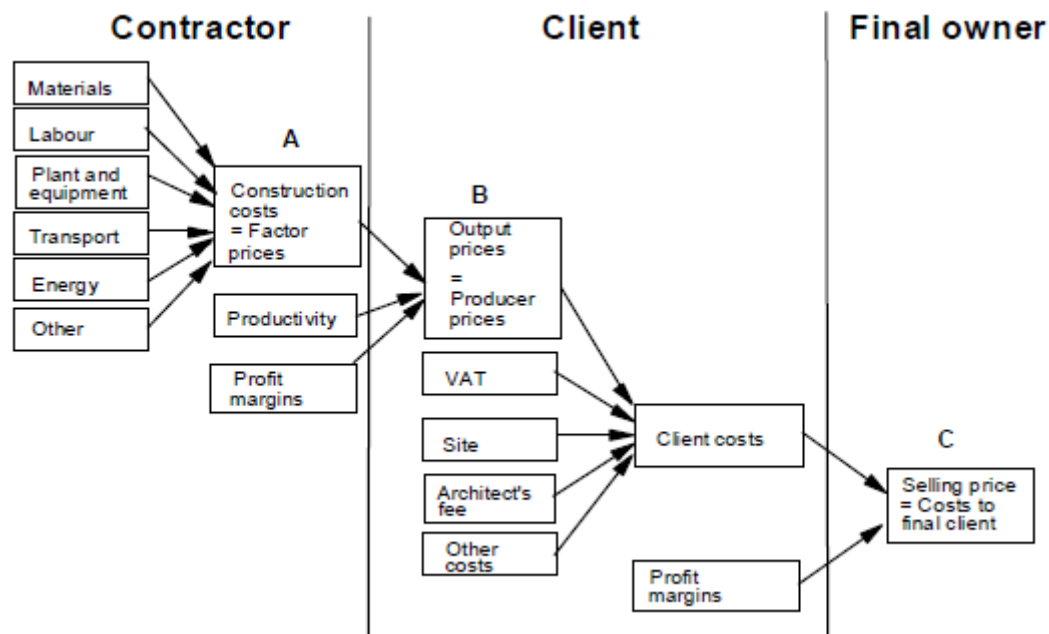 Contractor
Client
Final owner
Materials
Labour
Plant and
equipment
Transport
Energy
Other
A
Construction
costs
= Factor
prices
Productivity
Profit
margins
B
Output
prices
=
Producer
prices
VAT
Site
Architect's
fee
Other
costs
Client costs
Profit
margins
C
Selling price
= Costs to
final client